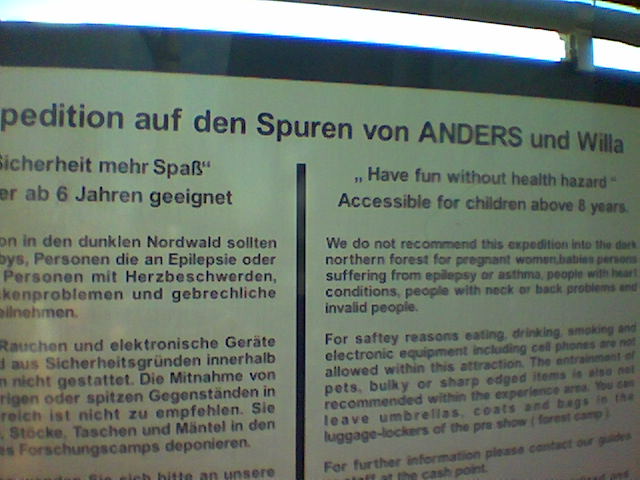 pedition auf den Spuren von ANDERS und Willa
Sicherheit mehr Spaß“
er ab 6 Jahren geeignet
on in den dunklen Nordwald sollten
bys, Personen die an Epilepsie oder
Personen mit Herzbeschwerden,
kenproblemen und gebrechliche
eilnehmen.
Rauchen und elektronische Geräte
d aus Sicherheitsgründen innerhalb
n nicht gestattet. Die Mitnahme von
rigen oder spitzen Gegenständen in
reich ist nicht zu empfehlen. Sie
, Stöcke, Taschen und Mäntel in den
es Forschungscamps deponieren.
wenden Sie sich bitte an unsere
„ Have fun without health hazard “
Accessible for children above 8 years.
We do not recommend this expedition into the dark
northern forest for pregnant women,babies persons
suffering from epilepsy or asthma, people with heart
conditions, people with neck or back problems and
invalid people.
For saftey reasons eating, drinking, smoking and
electronic equipment including cell phones are not
allowed within this attraction. The entrainment of
pets, bulky or sharp edged items is also not
recommended within the experience area. You can
leave umbrellas, coats and bags in the
luggage-lockers of the pre show ( forest camp ).
For further information please contact our guides
staff at the cash point.